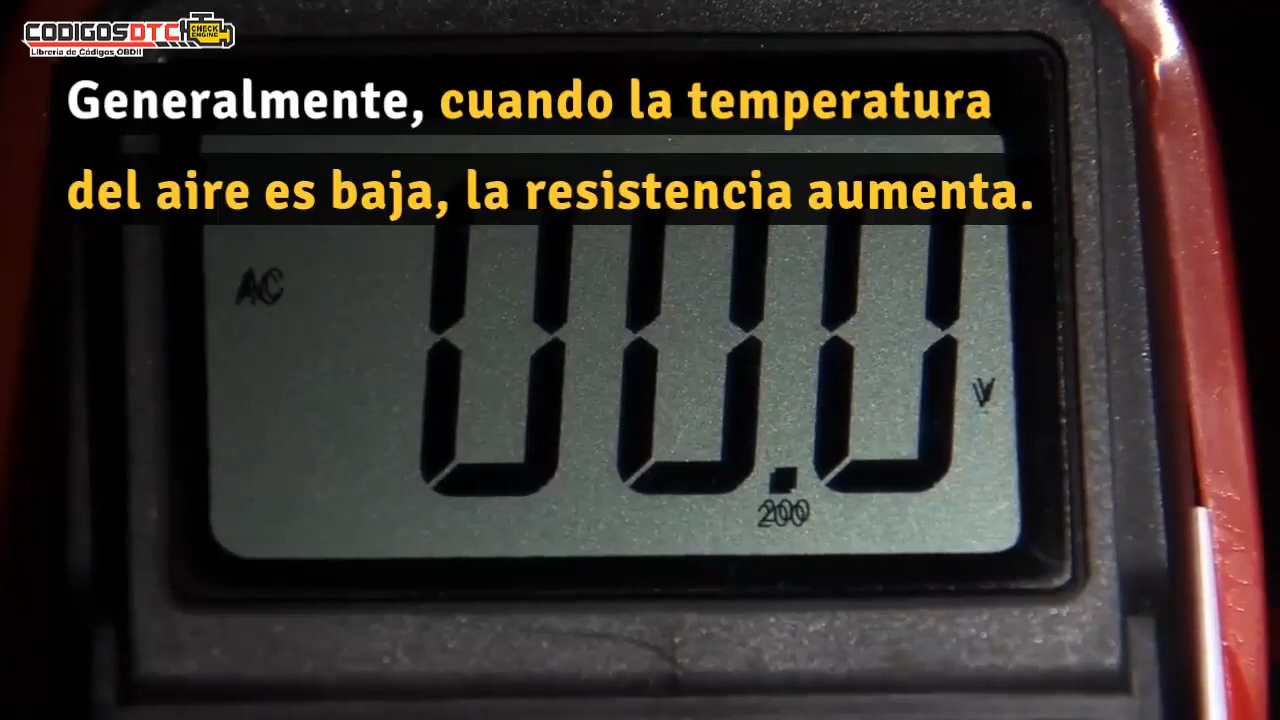 CODIGOSDTC
CHECK
ENGINE
Librería de Códigos OBDII
Generalmente, cuando la temperatura
del aire es baja, la resistencia aumenta.
AC
00.0
V
200